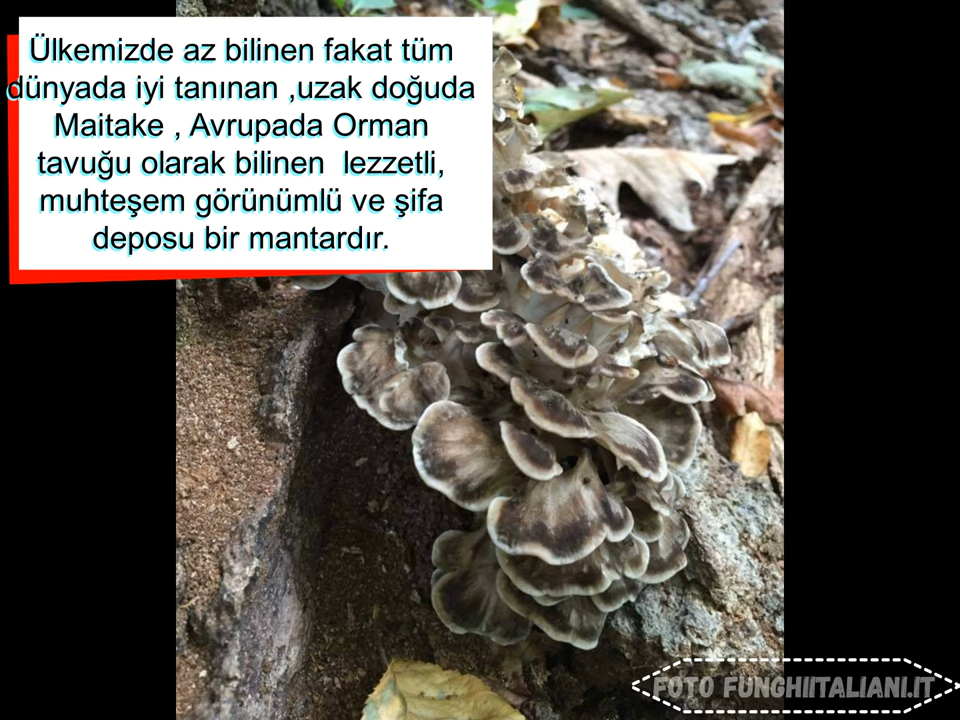 Ülkemizde az bilinen fakat tüm
dünyada iyi tanınan ,uzak doğuda
Maitake , Avrupada Orman
tavuğu olarak bilinen  lezzetli,
muhteşem görünümlü ve şifa
deposu bir mantardır.
FOTO FUNGHIITALIANI.IT